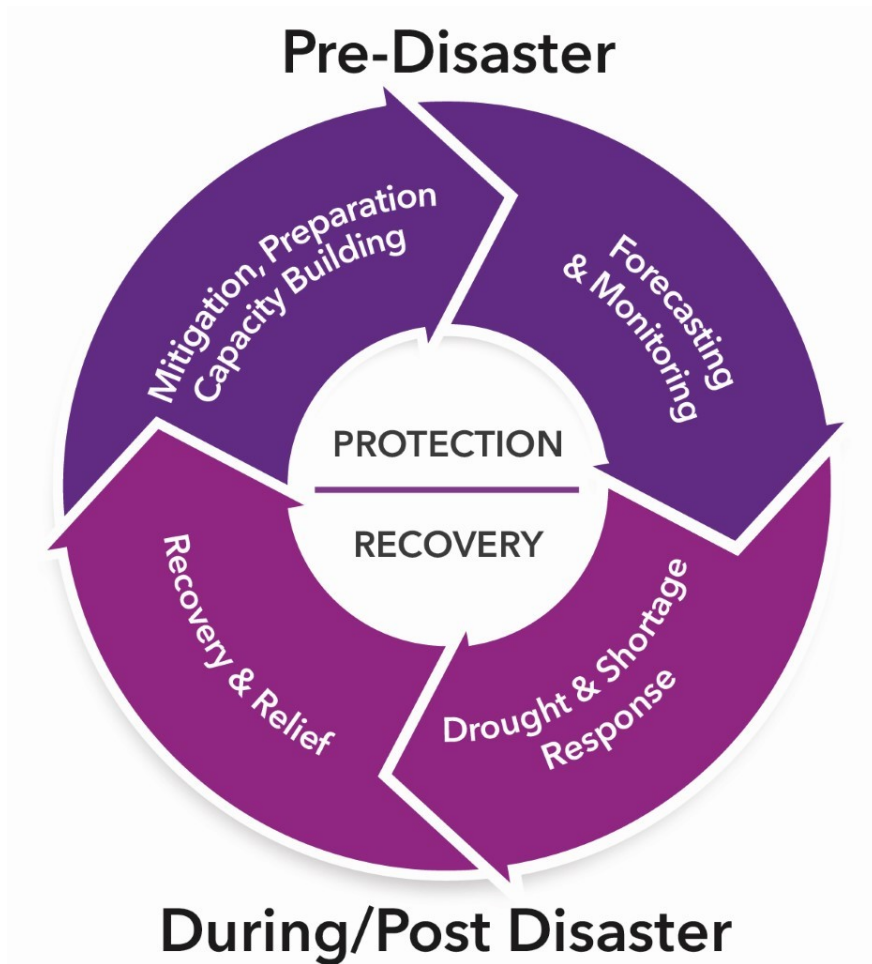 Pre-Disaster
Mitigation, Preparation
Capacity Building
Forecasting
& Monitoring
PROTECTION
RECOVERY
Recovery & Relief
Drought & Shortage
Response
During/Post Disaster